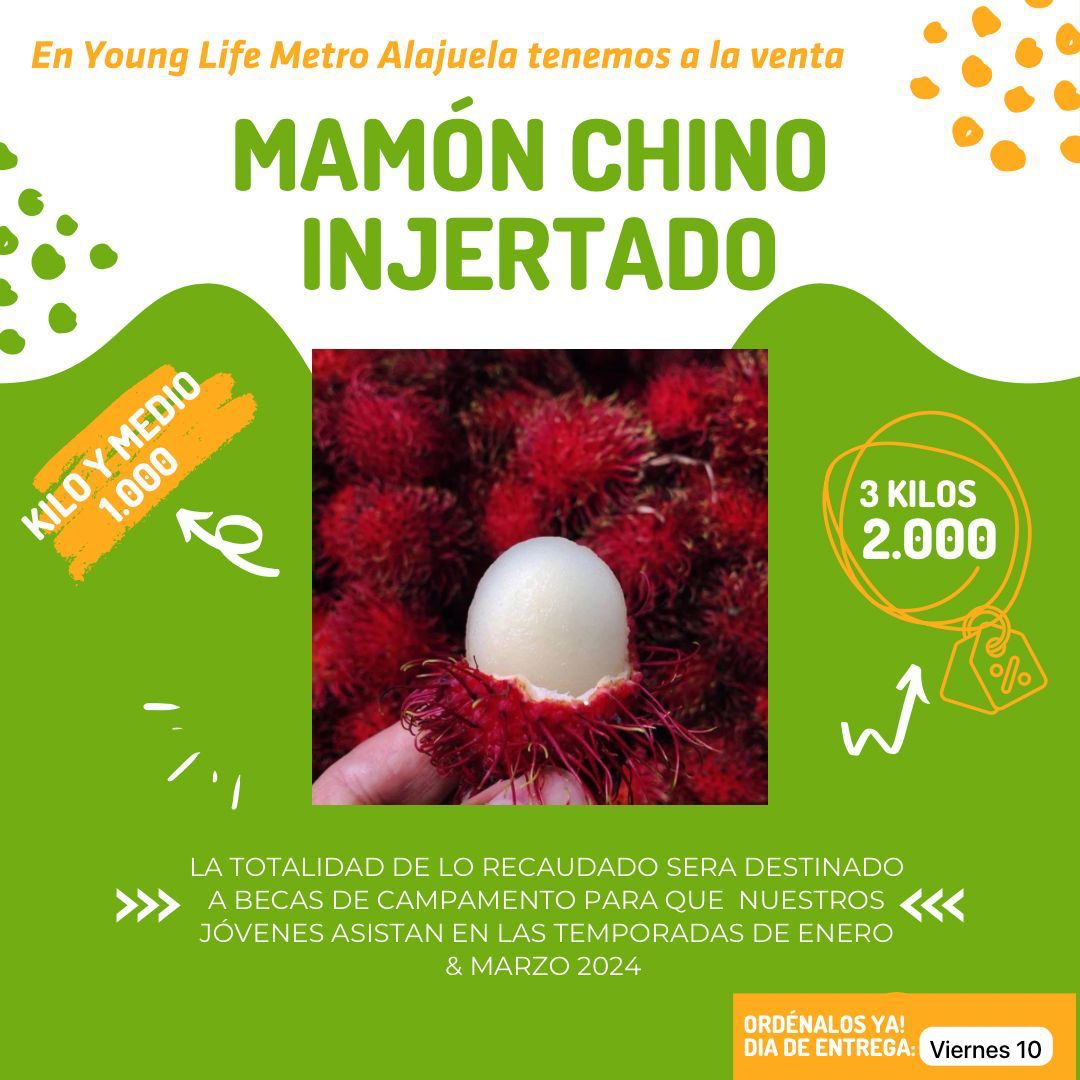 En Young Life Metro Alajuela tenemos a la venta
MAMÓN CHINO
INJERTADO
KILO Y MEDIO
1.000
3 KILOS
2.000
%
LA TOTALIDAD DE LO RECAUDADO SERA DESTINADO
A BECAS DE CAMPAMENTO PARA QUE NUESTROS
JÓVENES ASISTAN EN LAS TEMPORADAS DE ENERO
& MARZO 2024
ORDÉNALOS YA!
DIA DE ENTREGA: Viernes 10